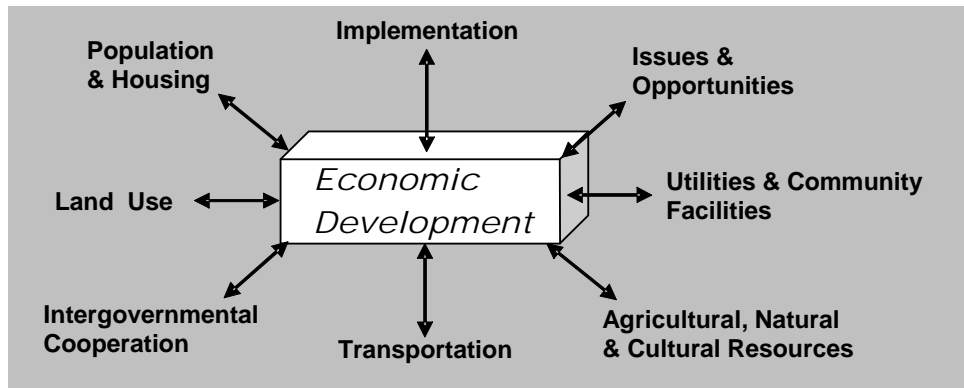 Implementation
Population
& Housing
Issues &
Opportunities
Economic
Development
Land Use
Utilities & Community
Facilities
Intergovernmental
Cooperation
Transportation
Agricultural, Natural
& Cultural Resources